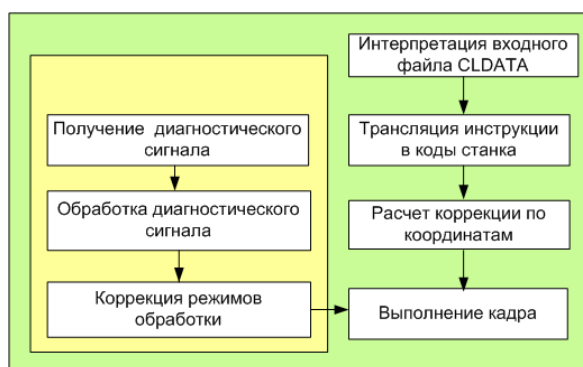 Интерпретация входного
файла CLDATA
Получение диагностического
сигнала
Трансляция инструкции
в коды станка
Обработка диагностического
сигнала
Расчет коррекции по
координатам
Коррекция режимов
обработки
Выполнение кадра